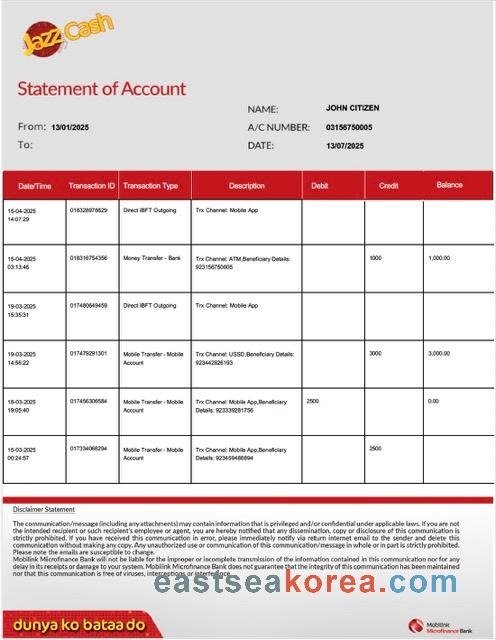 Jazz Cash
Statement of Account
NAME: JOHN CITIZEN
From: 13/01/2025 A/C NUMBER: 03156750005
To: DATE: 13/07/2025
Date/Time Transaction ID Transaction Type Description Debit Credit Balance
15-04-2025 14:07:29 018328978829 Direct IBFT Outgoing Trx Channel: Mobile App
15-04-2025 03:13:46 018316754356 Money Transfer - Bank Trx Channel: ATM,Beneficiary Details: 923156750005 1000 1,000.00
19-03-2025 15:35:31 017480649459 Direct IBFT Outgoing Trx Channel: Mobile App
19-03-2025 14:56:22 017479291301 Mobile Transfer - Mobile Account Trx Channel: USSD,Beneficiary Details: 923442826193 3000 3,000.00
18-03-2025 19:05:40 017456306584 Mobile Transfer - Mobile Account Trx Channel: Mobile App,Beneficiary Details: 923339281756 2500 0.00
15-03-2025 00:24:57 017334068294 Mobile Transfer - Mobile Account Trx Channel: Mobile App,Beneficiary Details: 923459486894 2500
Disclaimer Statement
The communication/message (including any attachments) may contain information that is privileged and/or confidential under applicable laws. If you are not
the intended recipient or such recipient's employee or agent, you are hereby notified that any dissemination, copy or disclosure of this communication is
strictly prohibited. If you have received this communication in error, please immediately notify via return internet email to the sender and delete this
communication without making any copy. Any unauthorized use or communication of this communication/message in whole or in part is strictly prohibited.
Please note the emails are susceptible to change.
Mobilink Microfinance Bank will not be liable for the improper or incomplete transmission of the information contained in this communication nor for any
delay in its receipts or damage to your system. Mobilink Microfinance Bank does not guarantee that the integrity of this communication has been maintained
nor that this communication is free of viruses, interceptions or interference.
eastseakorea.com
dunya ko bataado
Mobilink
Microfinance Bank